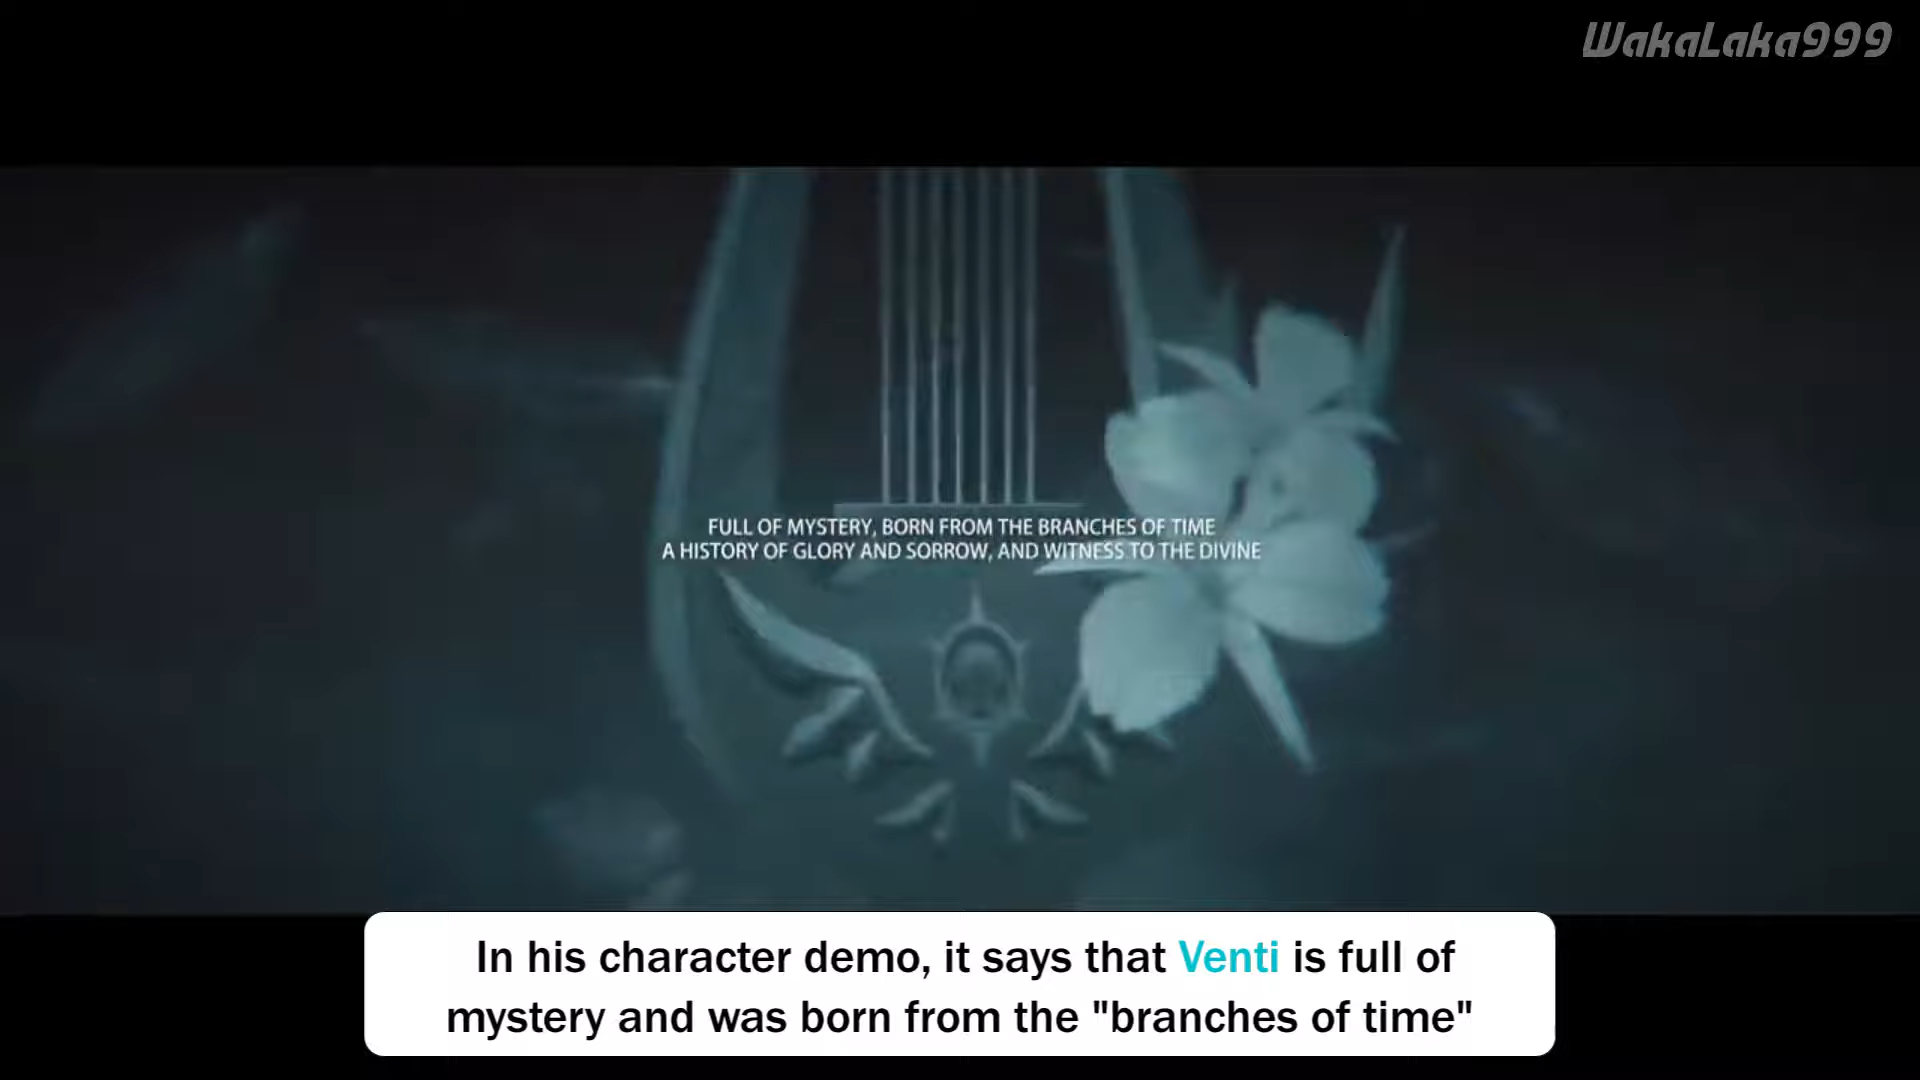 WakaLaka999
FULL OF MYSTERY, BORN FROM THE BRANCHES OF TIME
A HISTORY OF GLORY AND SORROW, AND WITNESS TO THE DIVINE
In his character demo, it says that Venti is full of
mystery and was born from the "branches of time"